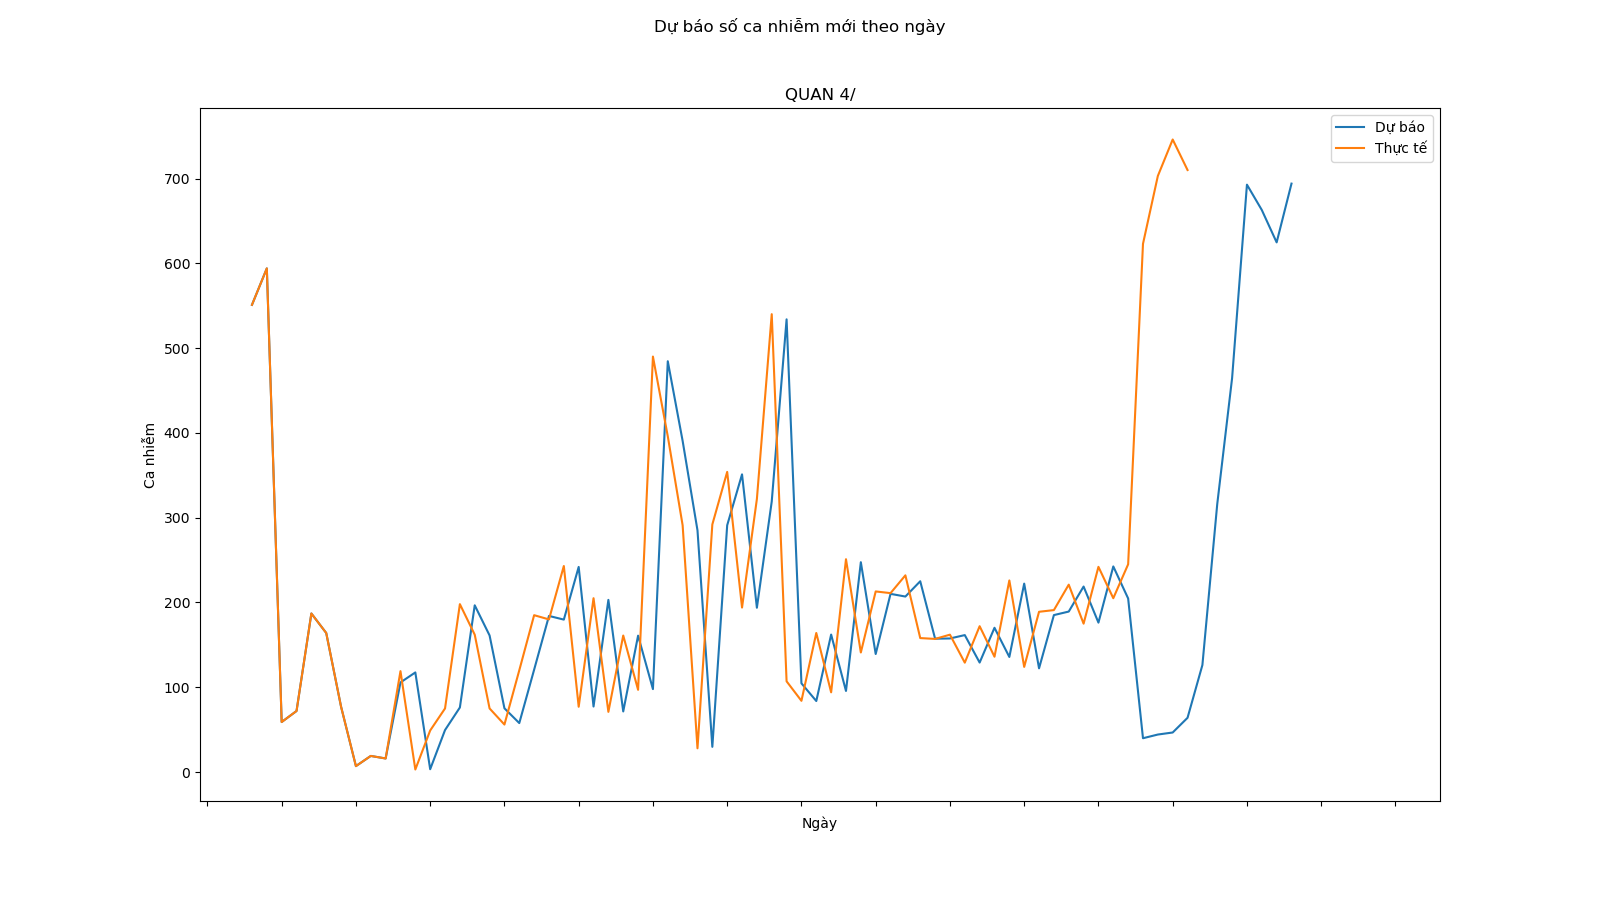 Dự báo số ca nhiễm mới theo ngày
QUAN 4/
Dự báo
Thực tế
700
600
500
400
300
200
100
0
Ca nhiễm
Ngày